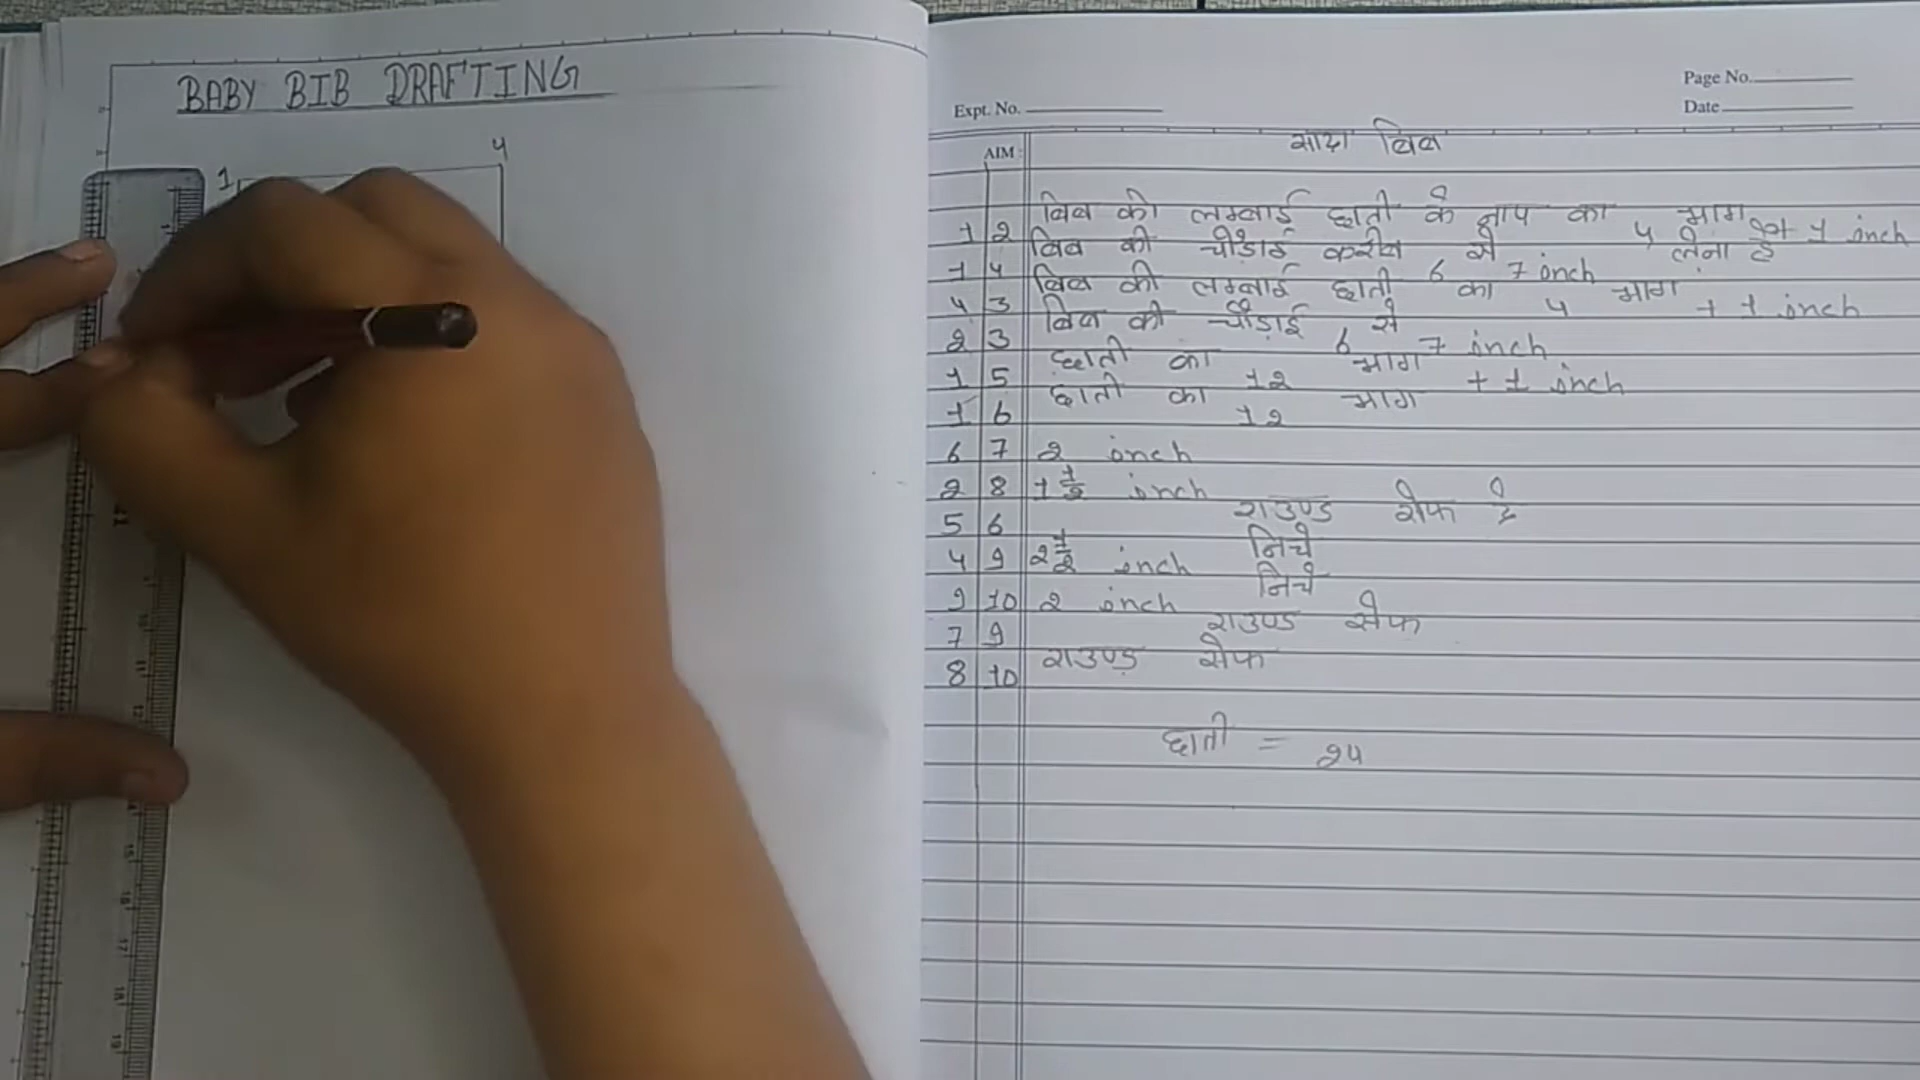 BABY BIB DRAFTING
1 4
Page No.
Expt. No.
Date
सादा बिब
AIM :
1 2 बिब की लम्बाई छाती के नाप का 4 भाग 1 inch लेना है
1 4 बिब की चौड़ाई करीब 6 से 7 inch
4 3 बिब की लम्बाई छाती का 4 भाग + 1 inch
2 3 बिब की चौड़ाई 6 से 7 inch
1 5 छाती का 12 भाग + 1 inch
1 6 छाती का 12 भाग
6 7 2 inch
2 8 1 1/2 inch
5 6 राउण्ड शेफ दे
4 9 2 1/2 inch निचे
9 10 2 inch निचे
7 9 राउण्ड सेफ
8 10 राउण्ड सेफ
छाती = 24